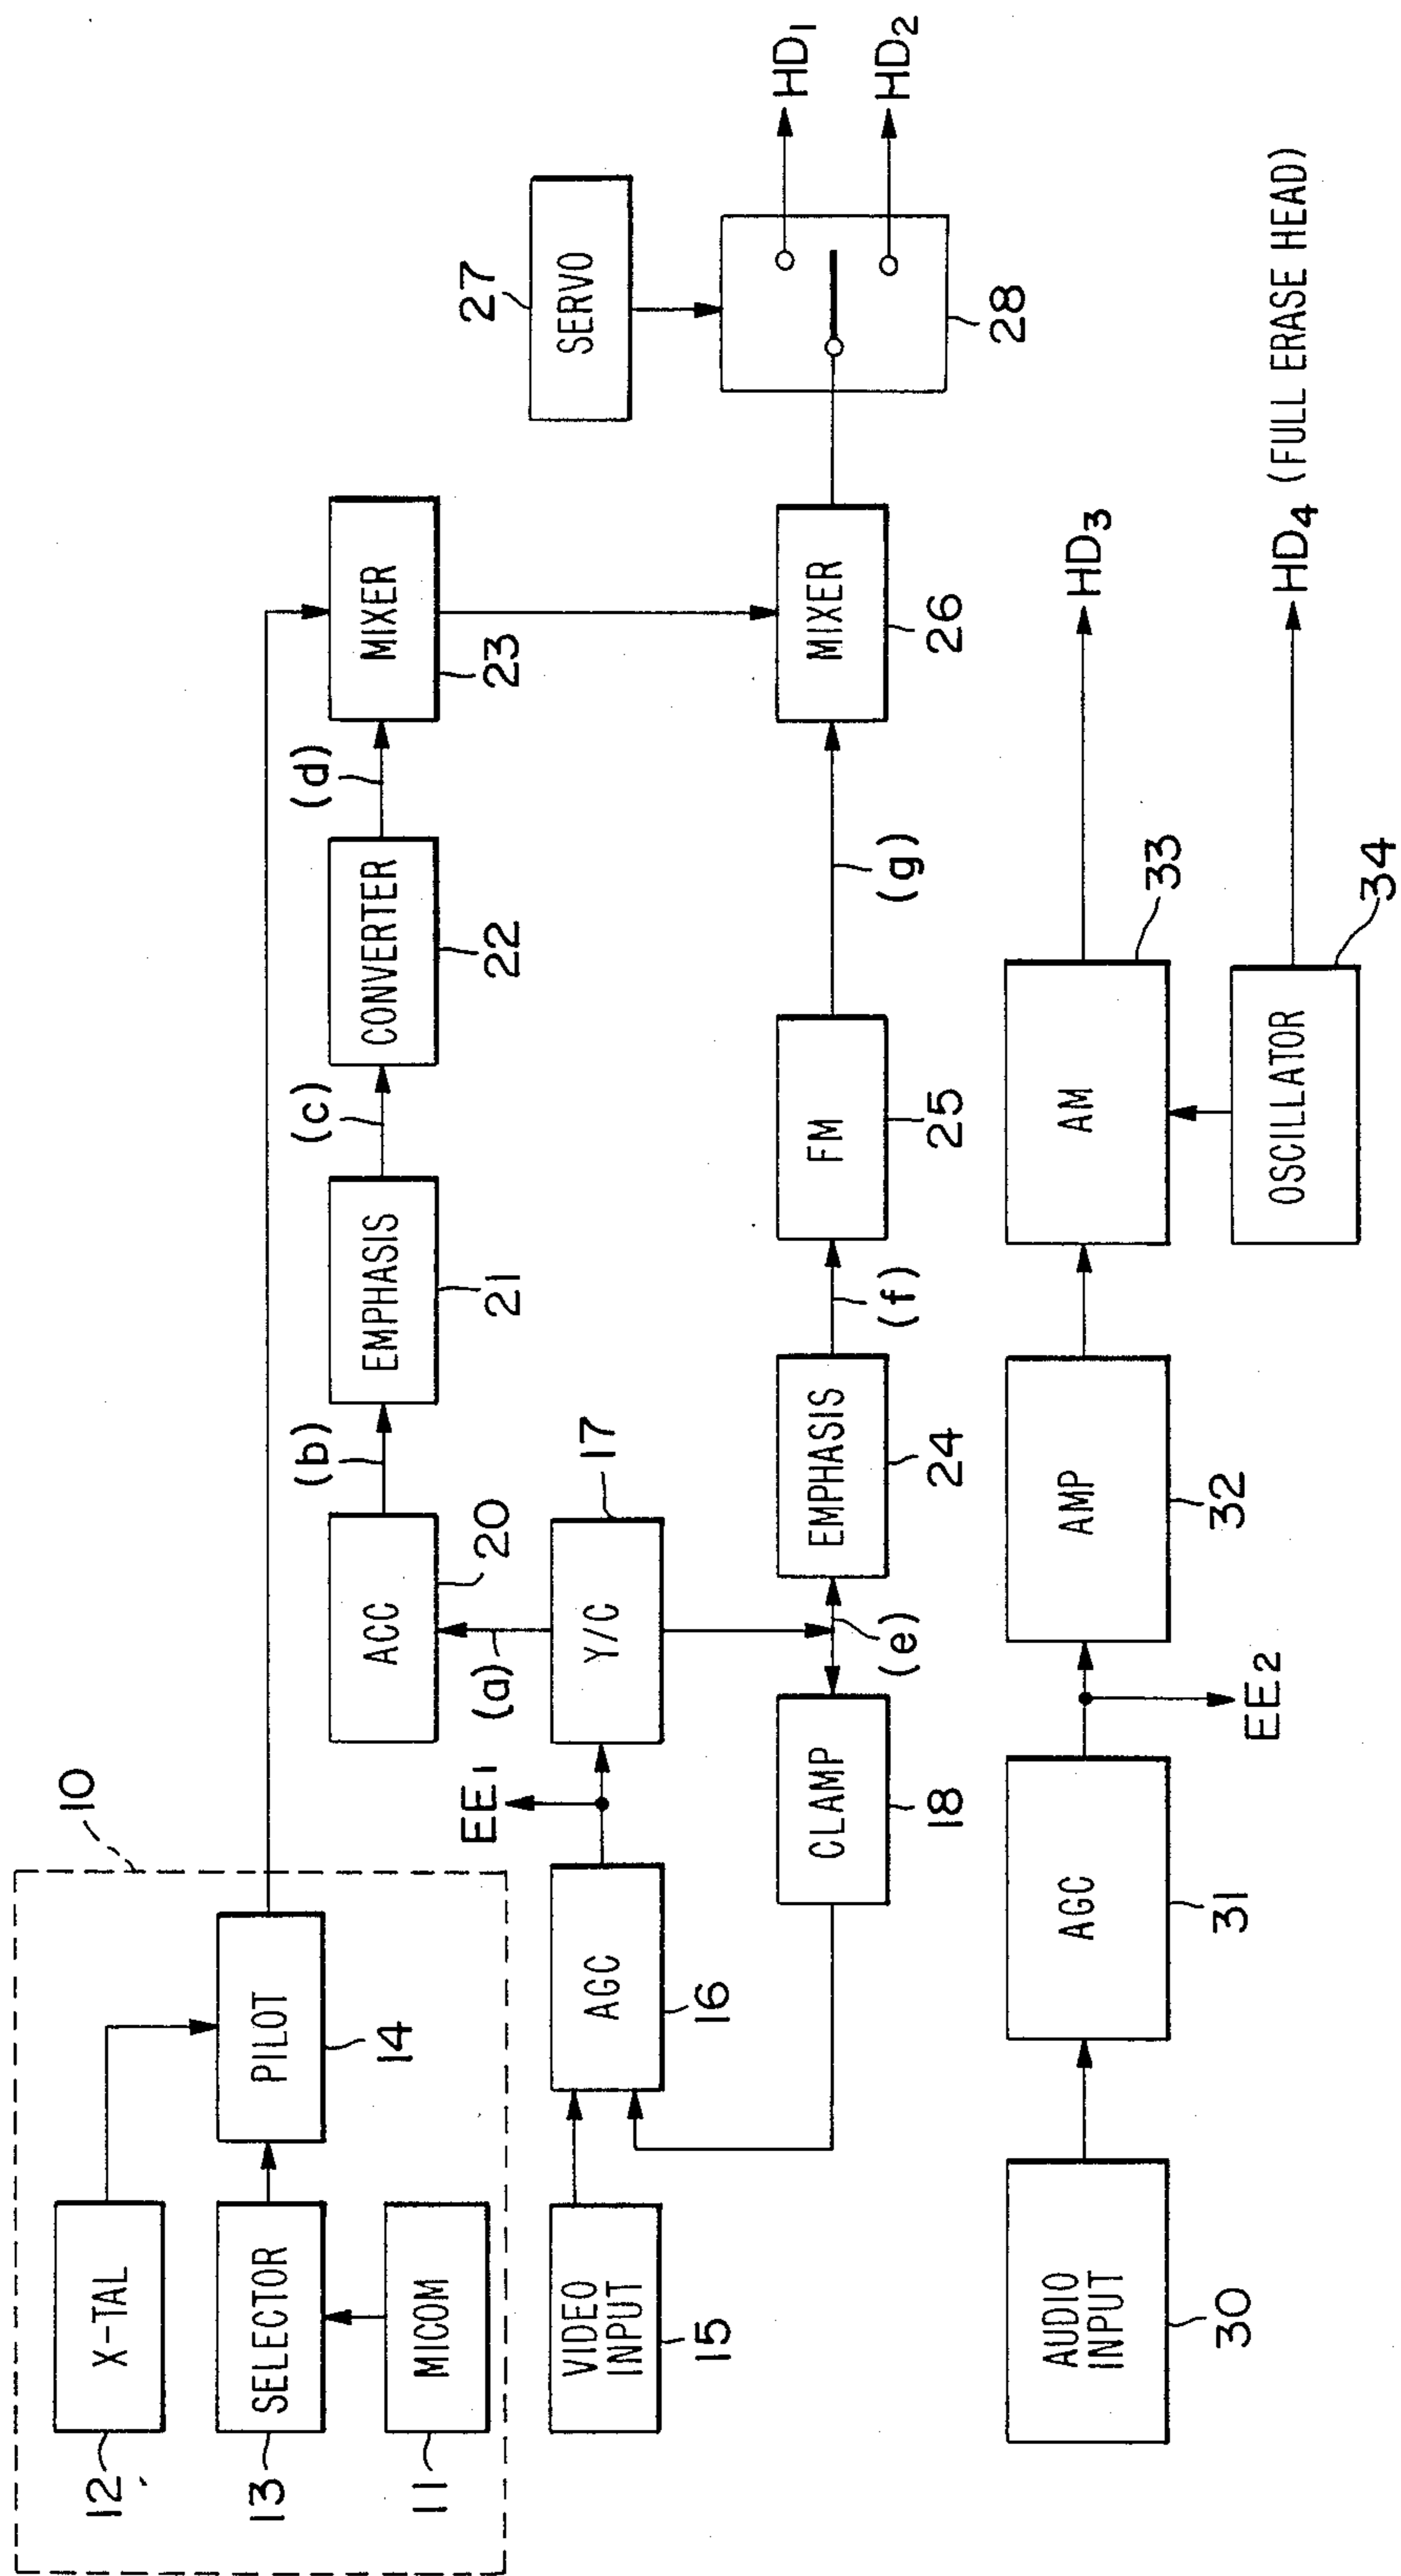 10
12
X-TAL
13
SELECTOR
PILOT
14
MICOM
11
VIDEO
INPUT
15
AGC
16
EE1
Y/C
17
(a)
ACC
20
(b)
EMPHASIS
21
(c)
CONVERTER
22
(d)
MIXER
23
CLAMP
18
(e)
EMPHASIS
24
(f)
FM
25
(g)
MIXER
26
27
SERVO
28
HD1
HD2
AUDIO
INPUT
30
AGC
31
EE2
AMP
32
AM
33
HD3
OSCILLATOR
34
HD4 (FULL ERASE HEAD)